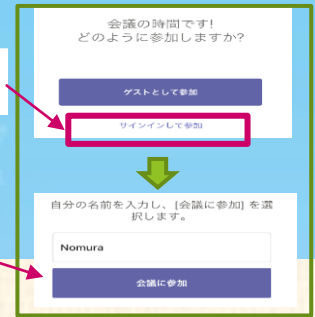 会議の時間です!
どのように参加しますか?
ゲストとして参加
サインインして参加
自分の名前を入力し、[会議に参加] を選
択します。
Nomura
会議に参加